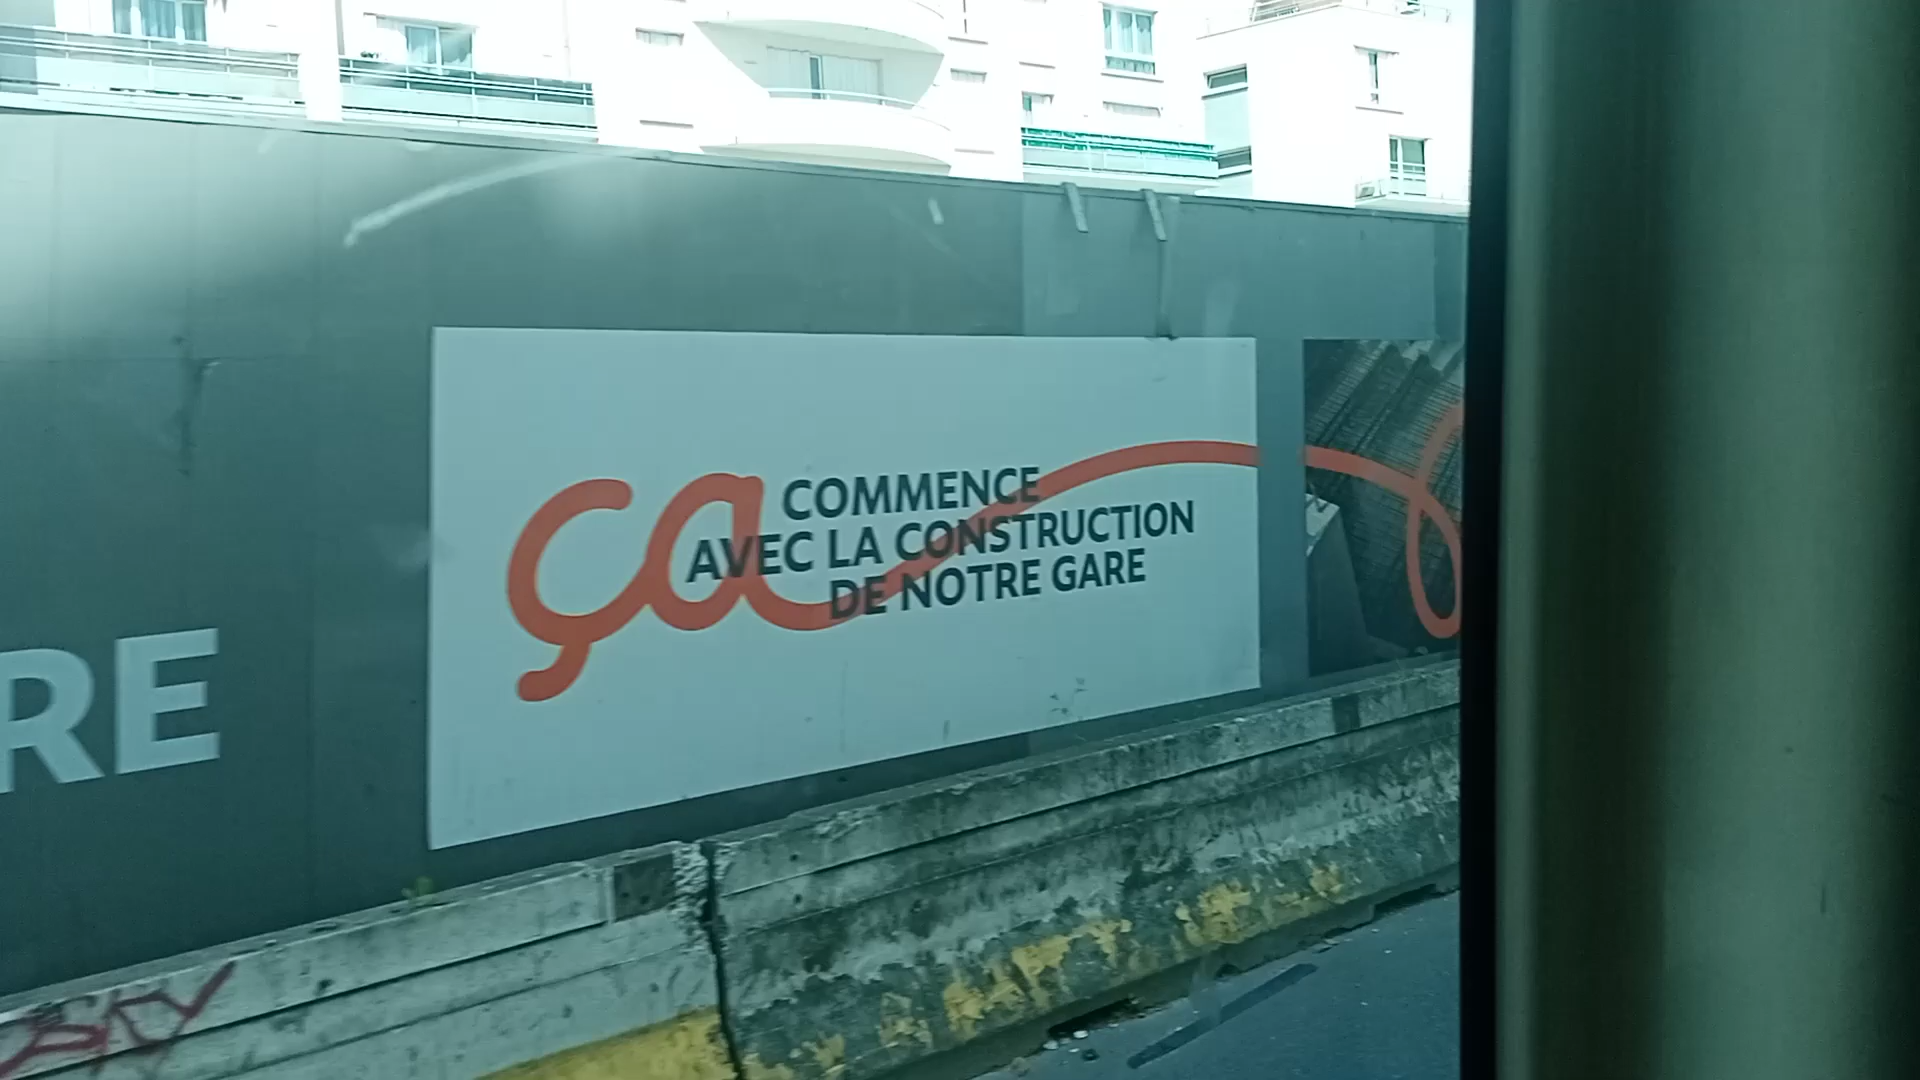 ça COMMENCE
AVEC LA CONSTRUCTION
DE NOTRE GARE
RE